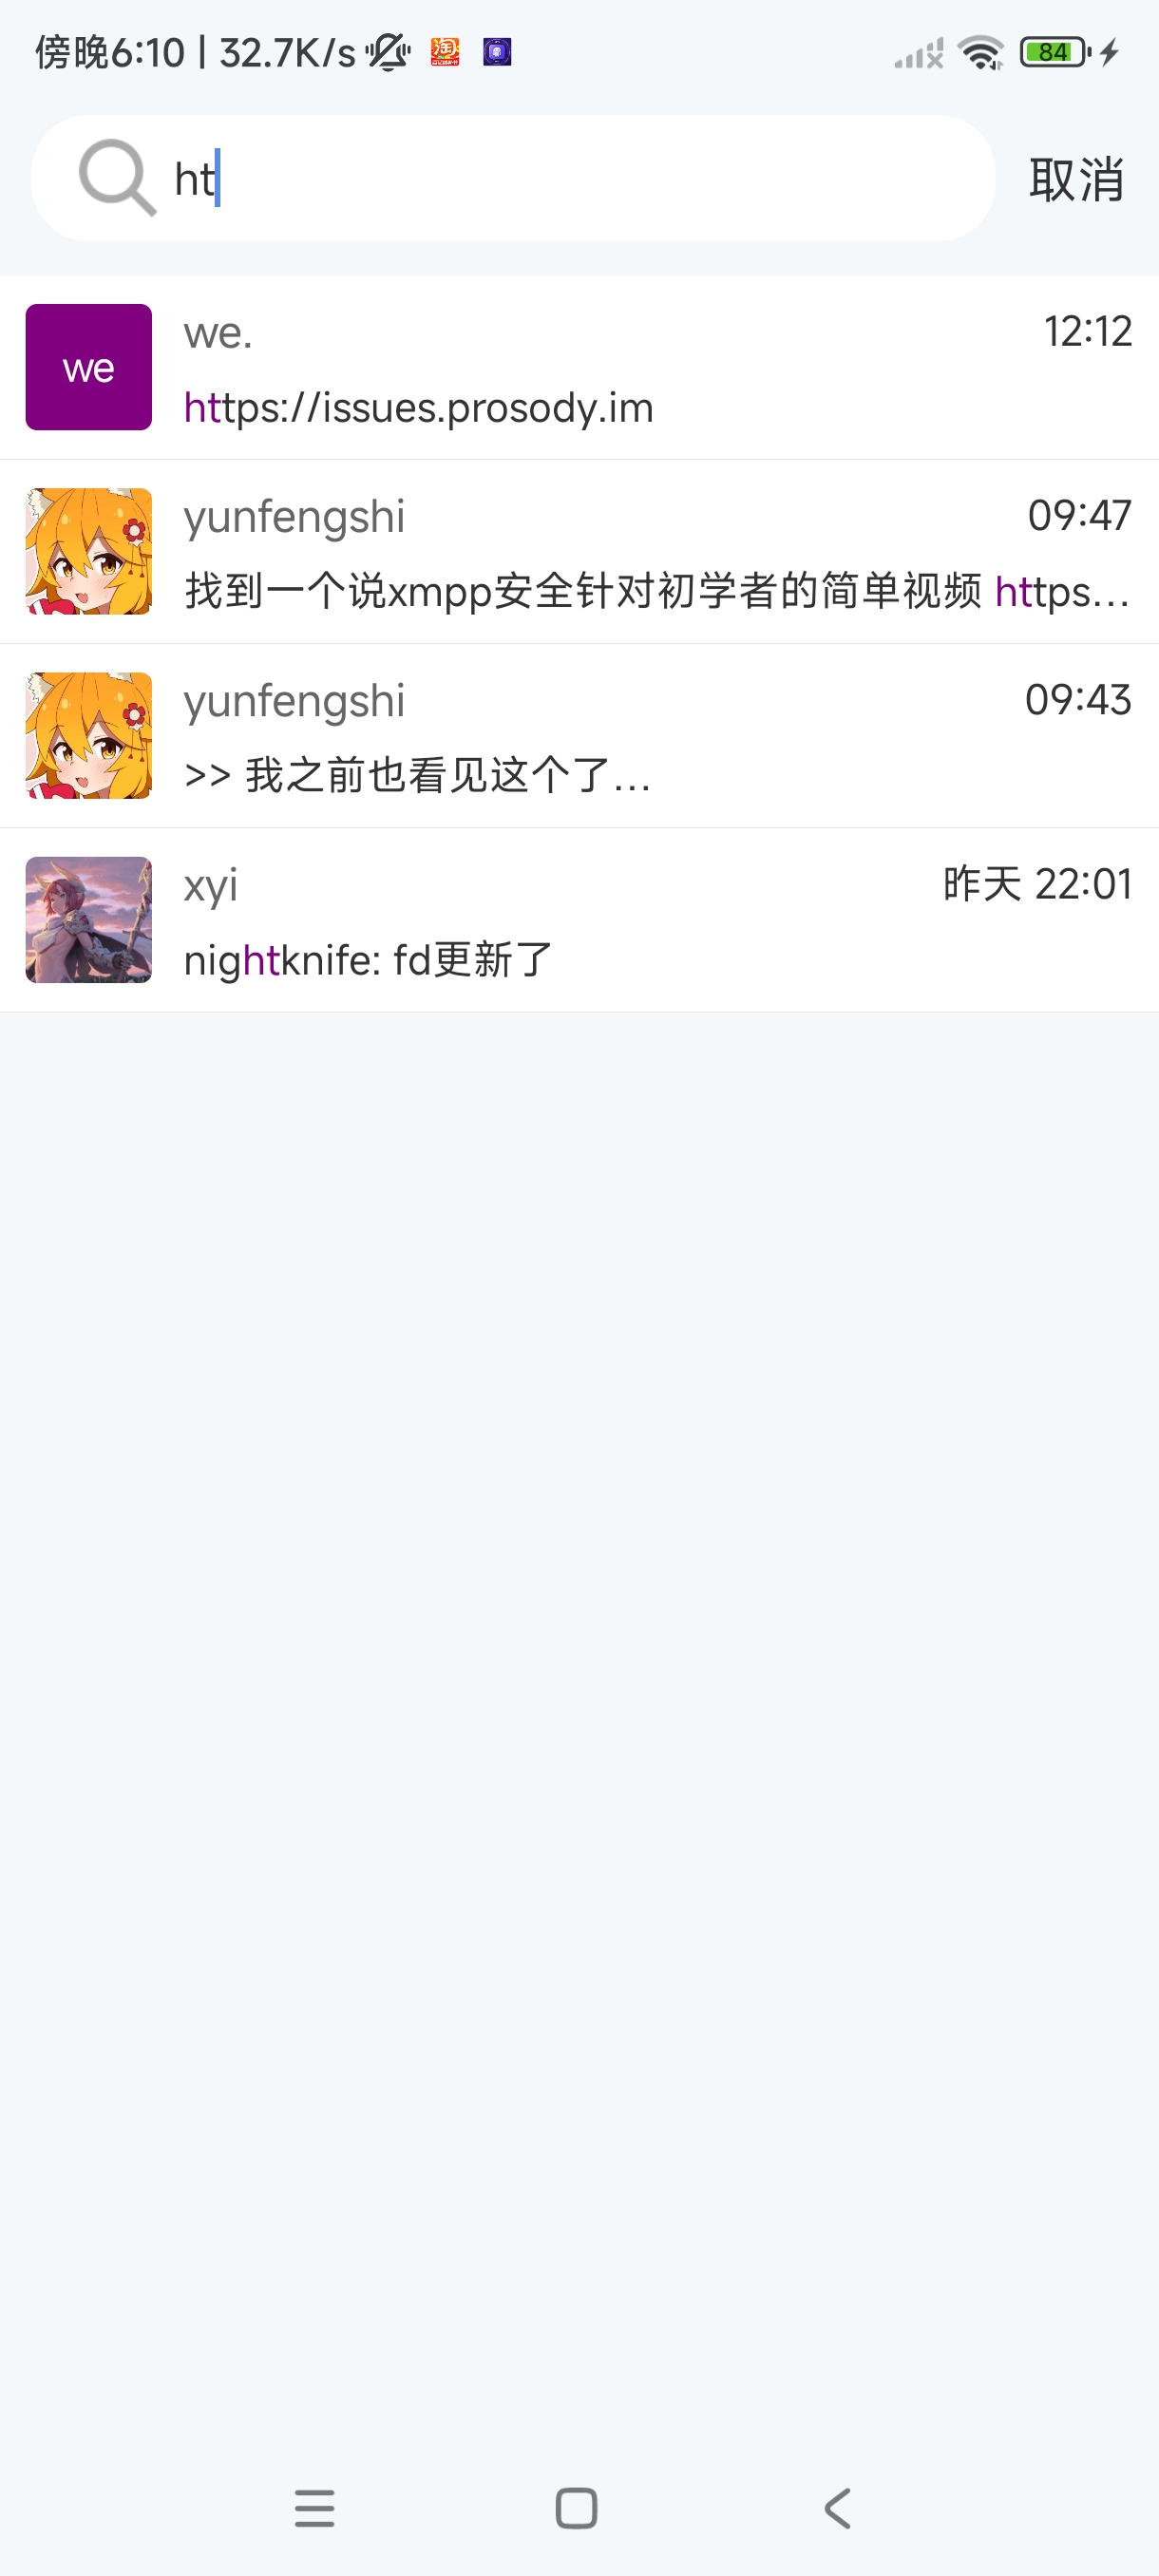 傍晚6:10 | 32.7K/s
84
ht
取消
we
we.
12:12
https://issues.prosody.im
yunfengshi
09:47
找到一个说xmpp安全针对初学者的简单视频 https...
yunfengshi
09:43
>> 我之前也看见这个了...
xyi
昨天 22:01
nightknife: fd更新了